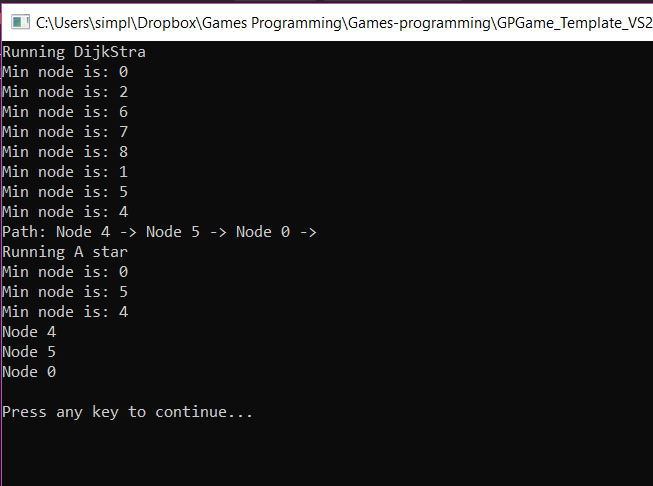 C:\Users\simpl\Dropbox\Games Programming\Games-programming\GPGame_Template_VS2
Running DijkStra
Min node is: 0
Min node is: 2
Min node is: 6
Min node is: 7
Min node is: 8
Min node is: 1
Min node is: 5
Min node is: 4
Path: Node 4 -> Node 5 -> Node 0 ->
Running A star
Min node is: 0
Min node is: 5
Min node is: 4
Node 4
Node 5
Node 0
Press any key to continue...